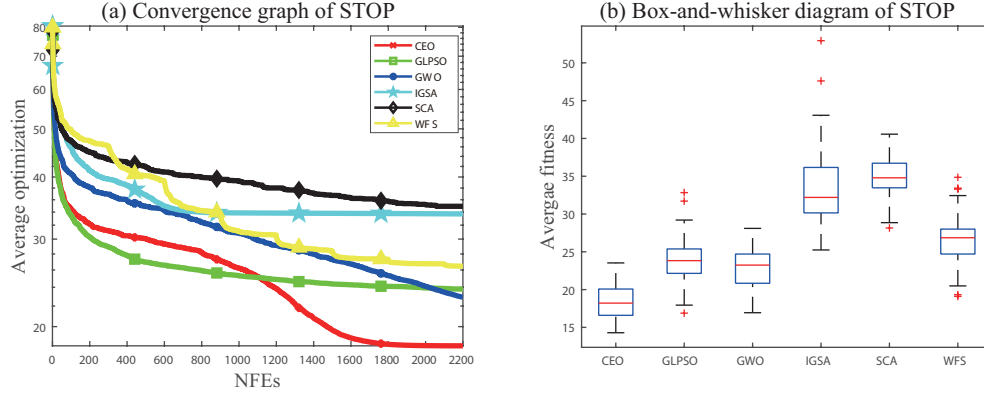 (a) Convergence graph of STOP
80
70
60
50
40
30
20
0 200 400 600 800 1000 1200 1400 1600 1800 2000 2200
Average optimization
NFEs
CEO
GLPSO
GWO
IGSA
SCA
WFS
(b) Box-and-whisker diagram of STOP
50
45
40
35
30
25
20
15
Avergae fitness
CEO GLPSO GWO IGSA SCA WFS